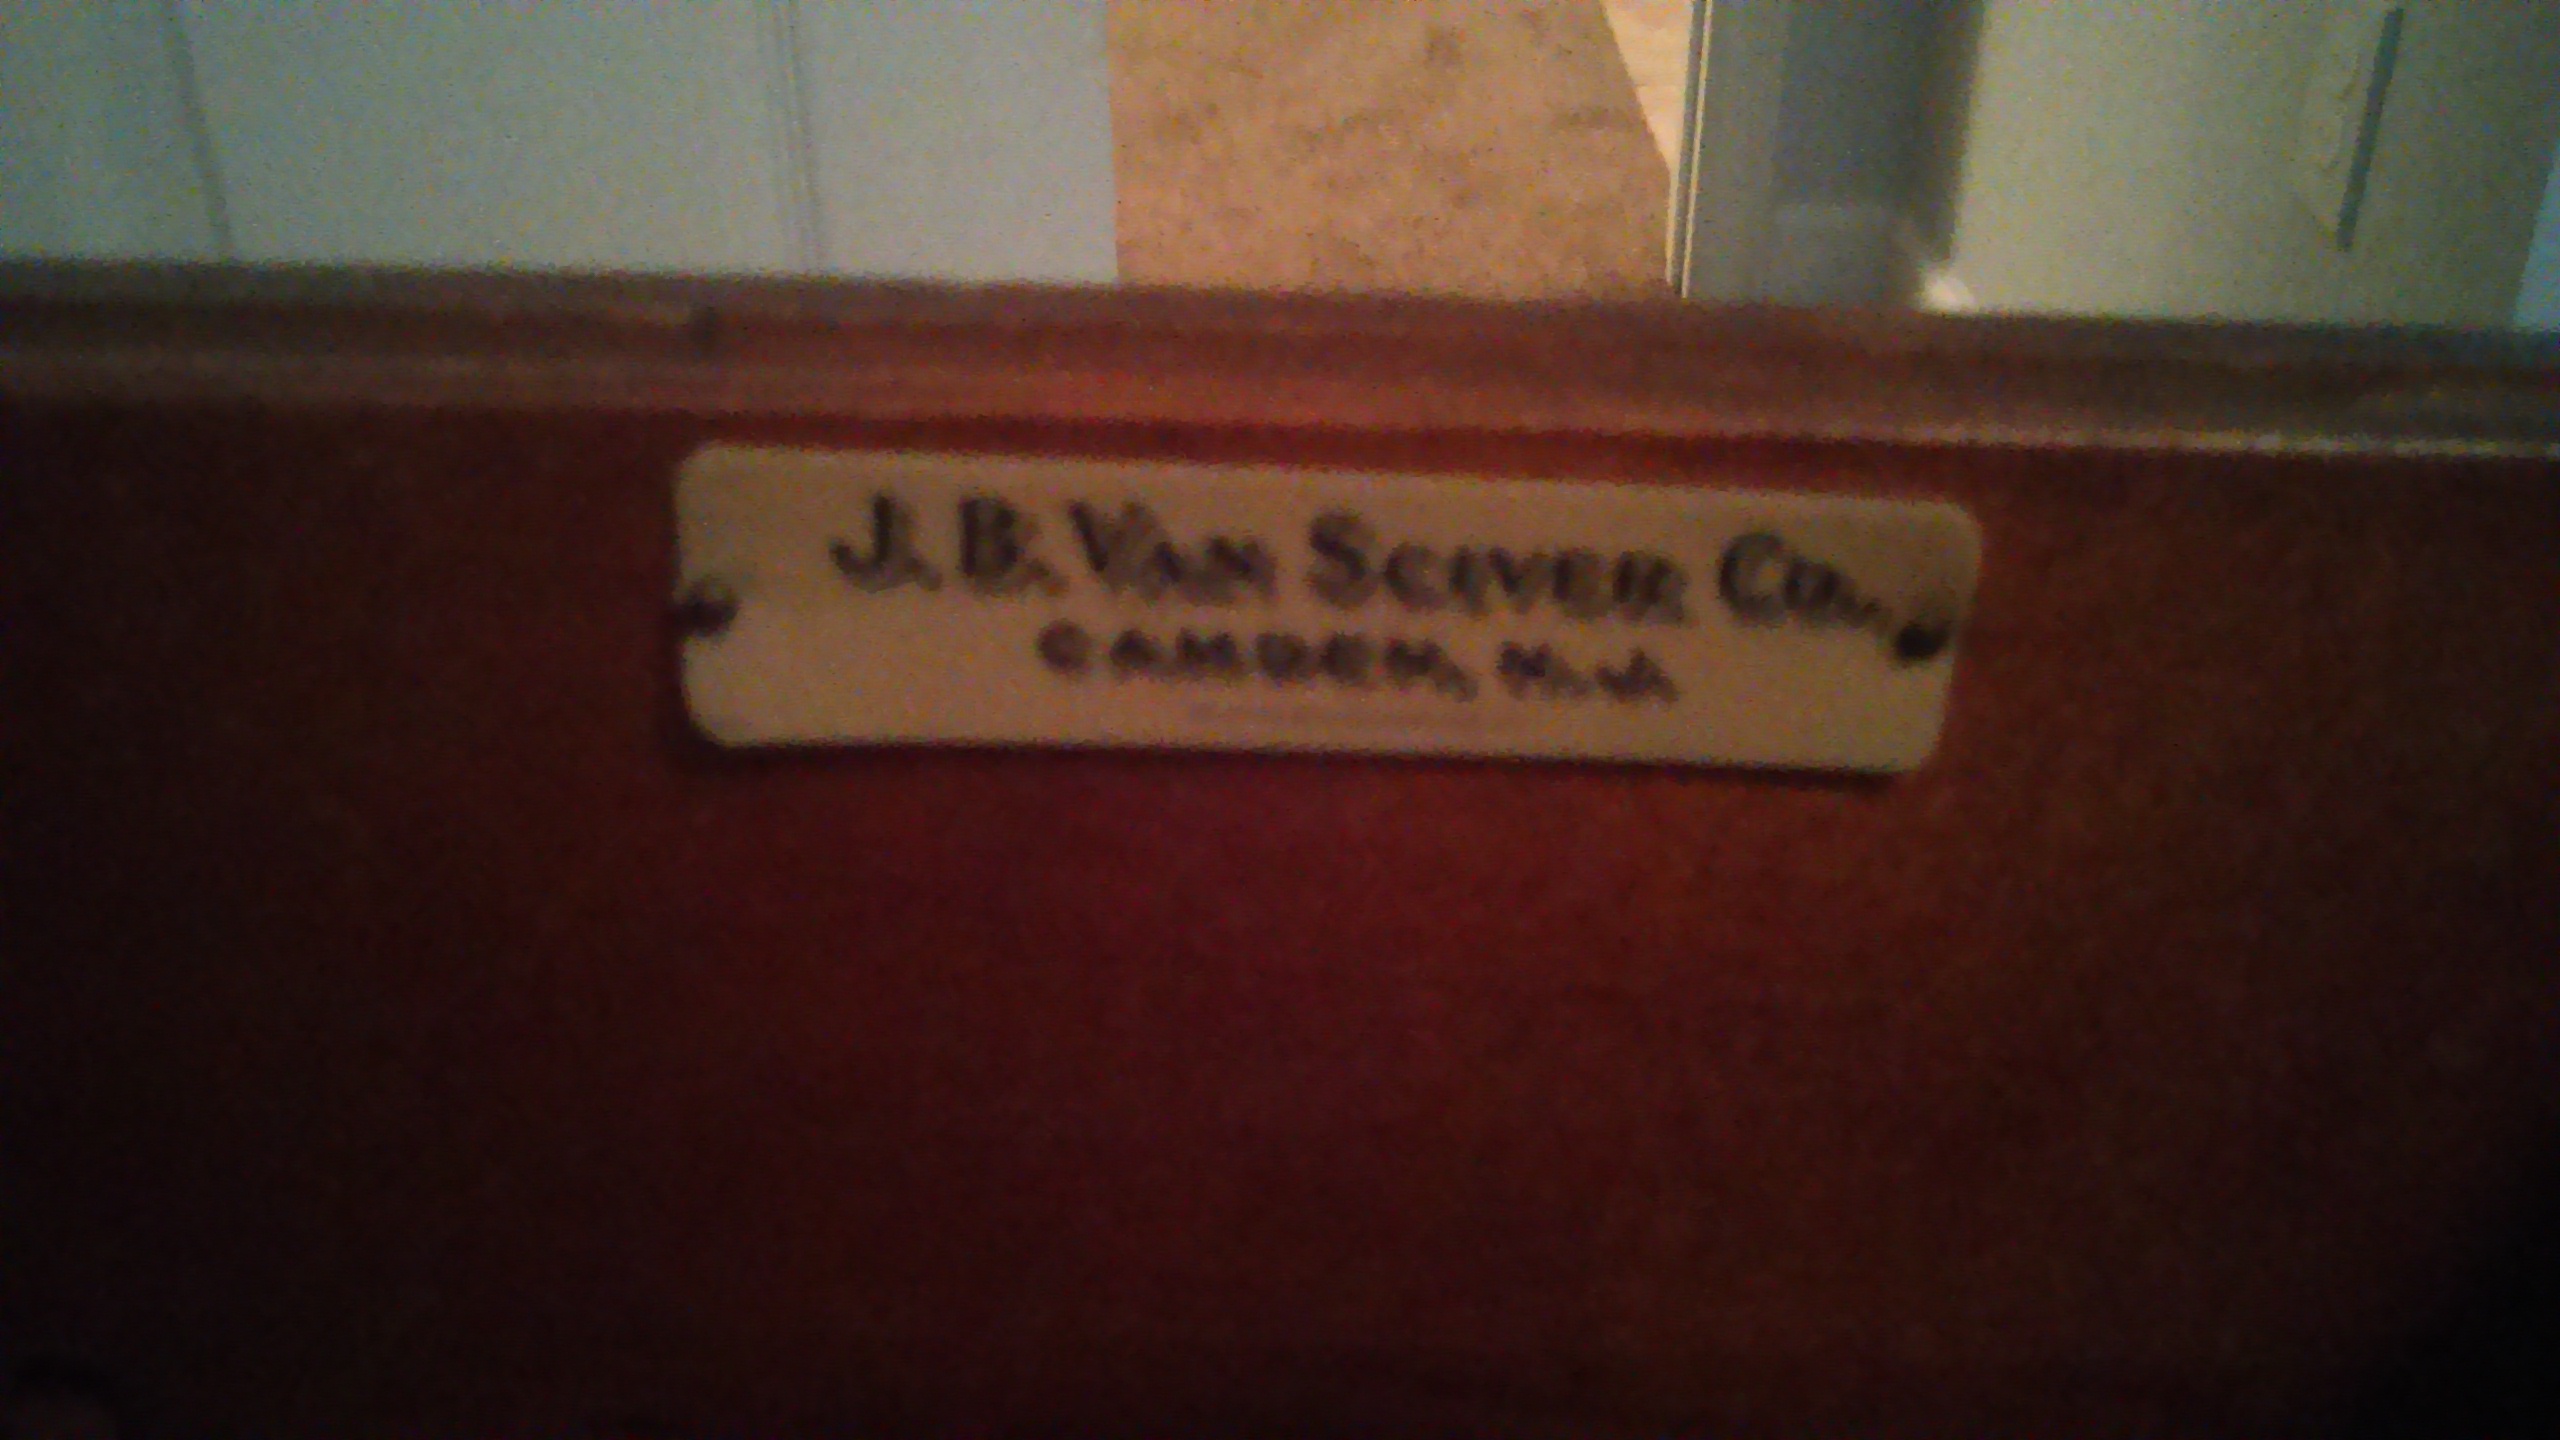 J. B. VAN SCIVER CO.,
CAMDEN, N.J.